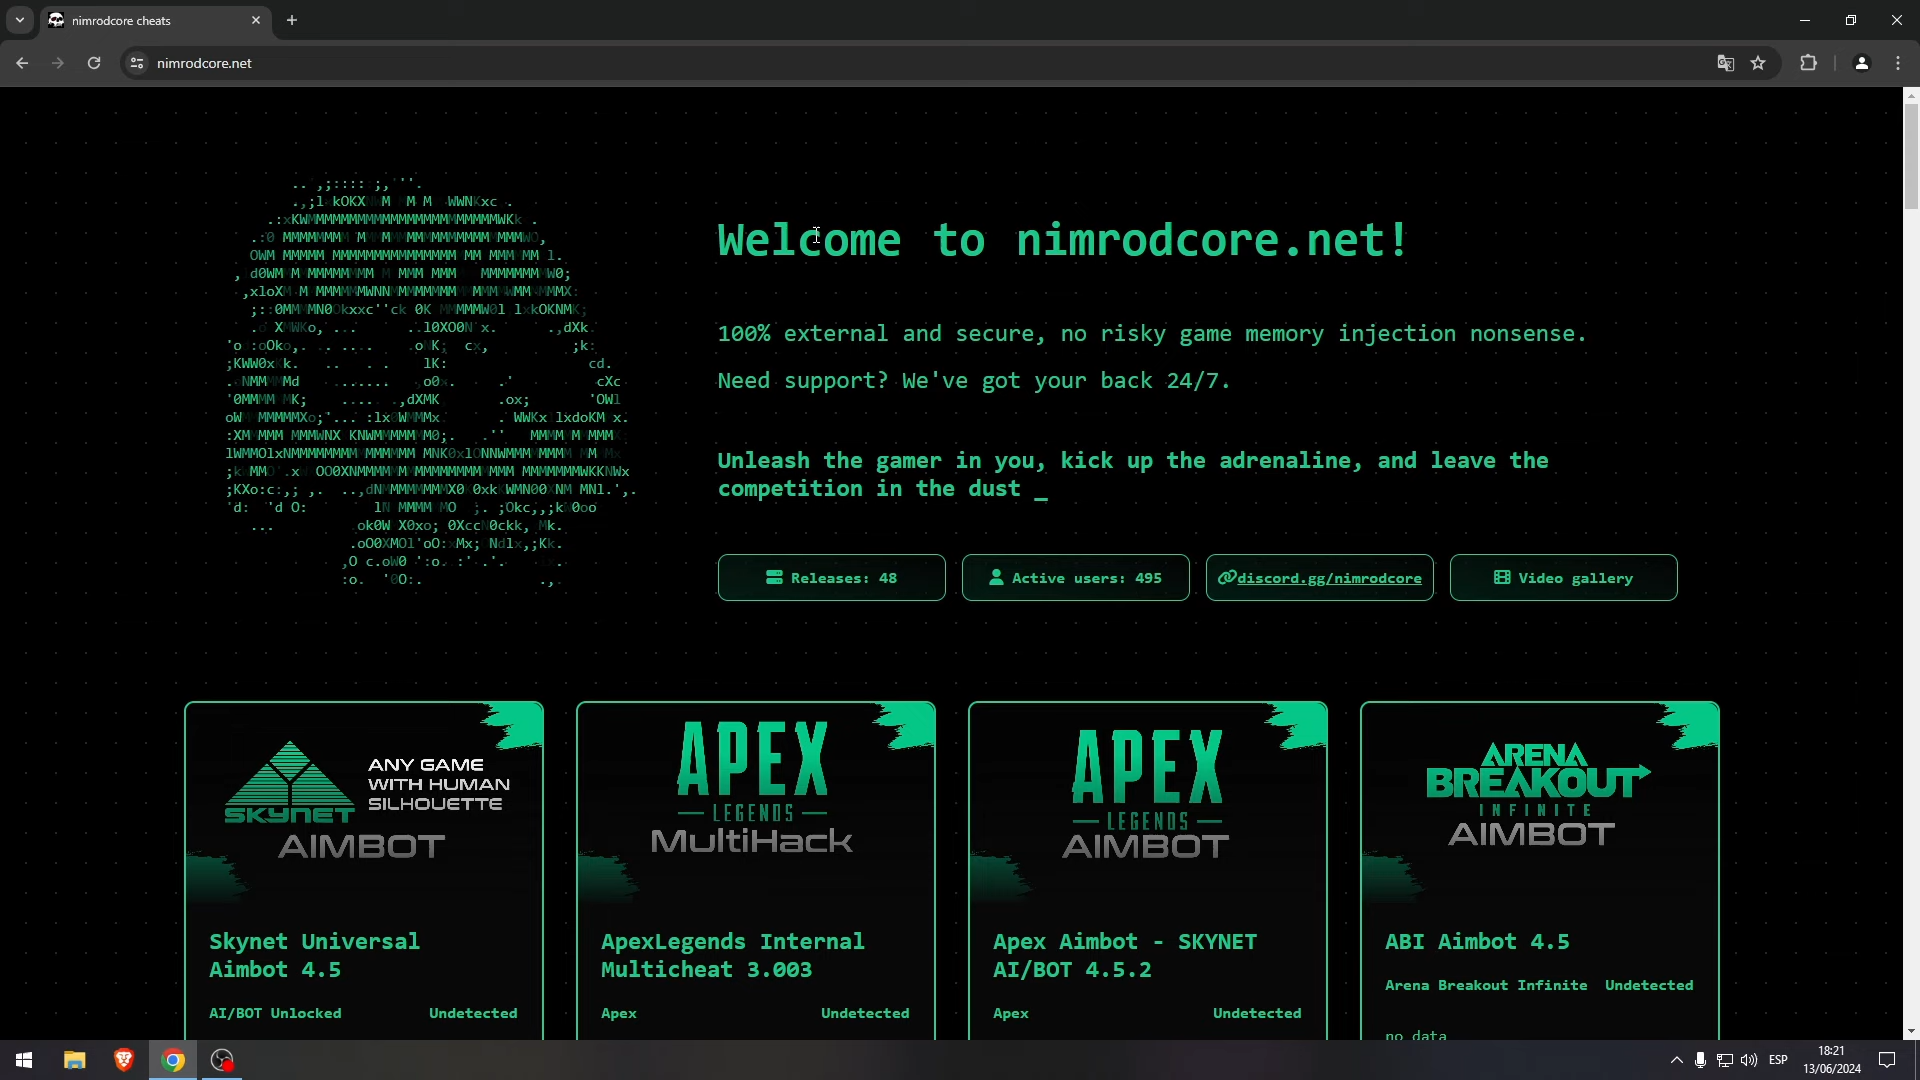 nimrodcore cheats
nimrodcore.net
Welcome to nimrodcore.net!
100% external and secure, no risky game memory injection nonsense.
Need support? We've got your back 24/7.
Unleash the gamer in you, kick up the adrenaline, and leave the
competition in the dust _
Releases: 48
Active users: 495
discord.gg/nimrodcore
Video gallery
SKYNET
ANY GAME
WITH HUMAN
SILHOUETTE
AIMBOT
Skynet Universal
Aimbot 4.5
AI/BOT Unlocked
Undetected
APEX
LEGENDS
MultiHack
ApexLegends Internal
Multicheat 3.003
Apex
Undetected
APEX
LEGENDS
AIMBOT
Apex Aimbot - SKYNET
AI/BOT 4.5.2
Apex
Undetected
ARENA
BREAKOUT
INFINITE
AIMBOT
ABI Aimbot 4.5
Arena Breakout Infinite
Undetected
no data
ESP
18:21
13/06/2024